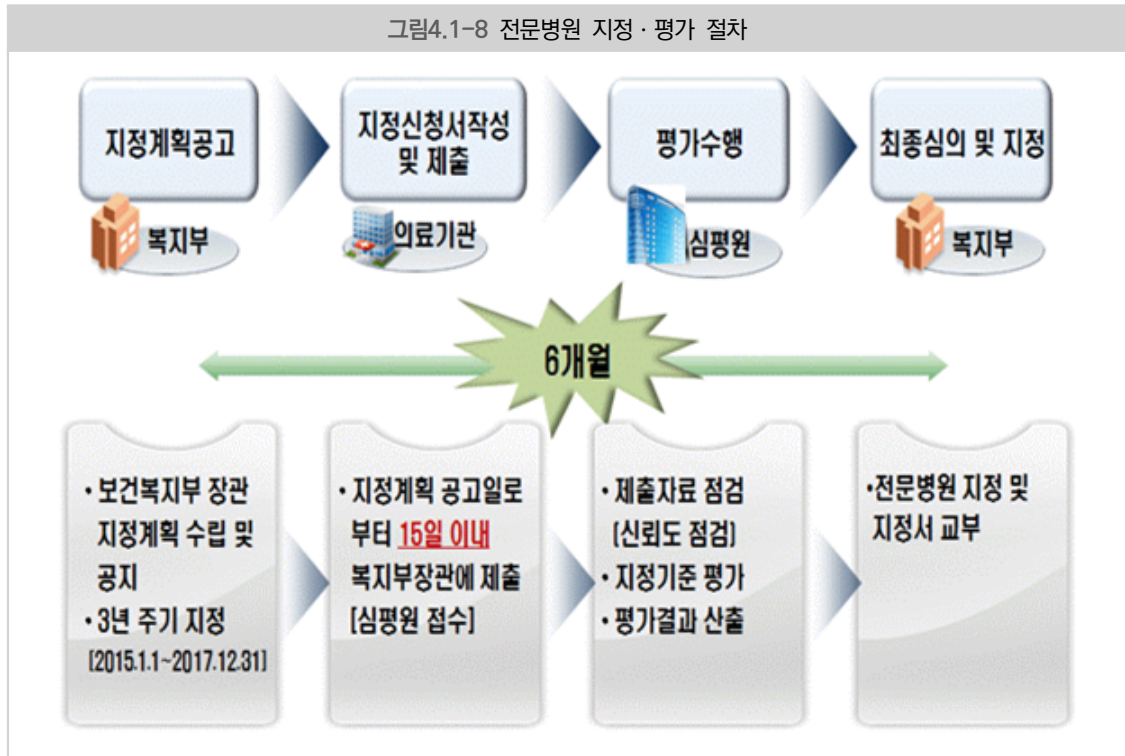 그림4.1-8 전문병원 지정 · 평가 절차
지정계획공고
복지부
지정신청서작성
및 제출
의료기관
평가수행
심평원
최종심의 및 지정
복지부
6개월
• 보건복지부 장관
지정계획 수립 및
공지
• 3년 주기 지정
[2015.1.1~2017.12.31]
• 지정계획 공고일로
부터 15일 이내
복지부장관에 제출
[심평원 접수]
• 제출자료 점검
(신뢰도 점검)
• 지정기준 평가
• 평가결과 산출
•전문병원 지정 및
지정서 교부